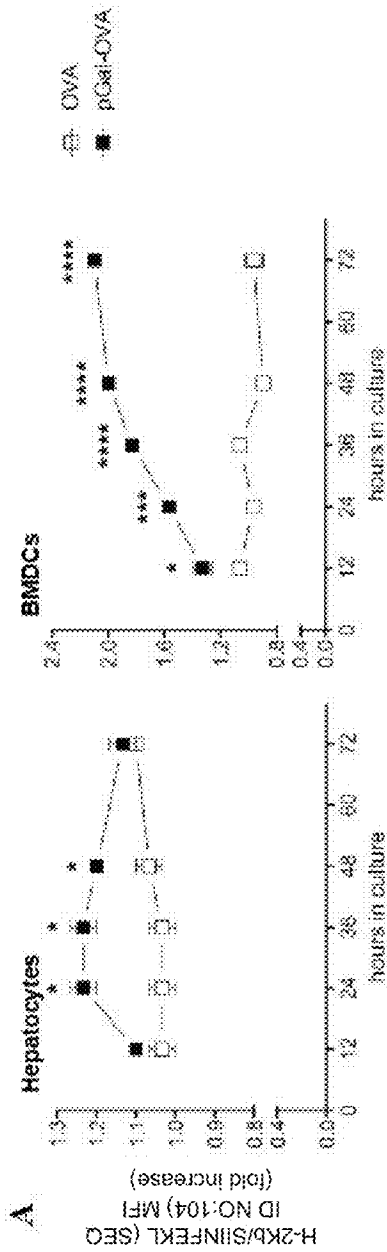 A
H-2Kb/SIINFEKL (SEQ
ID NO:104) MFI
(fold increase)
Hepatocytes
1.3
1.2
1.1
1.0
0.9
0.8
0.4
0.0
* * *
0 12 24 36 48 60 72
hours in culture
BMDCs
2.4
2.0
1.6
1.2
0.8
0.4
0.0
* *** **** **** ****
0 12 24 36 48 60 72
hours in culture
OVA
pGal-OVA